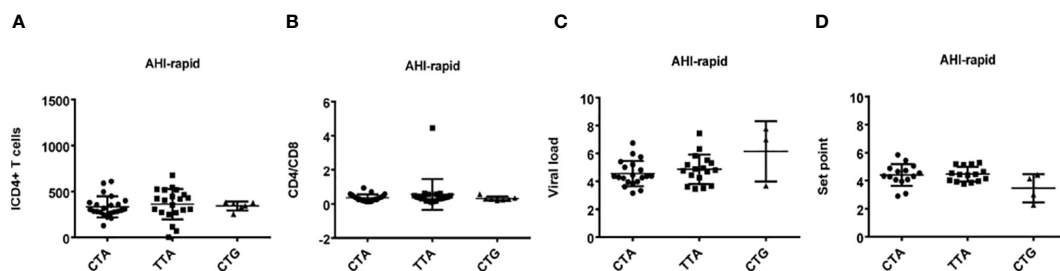 A
AHI-rapid
ICD4+ T cells
1500
1000
500
0
CTA
TTA
CTG
B
AHI-rapid
CD4/CD8
6
4
2
0
-2
CTA
TTA
CTG
C
AHI-rapid
Viral load
10
8
6
4
2
0
CTA
TTA
CTG
D
AHI-rapid
Set point
10
8
6
4
2
0
CTA
TTA
CTG